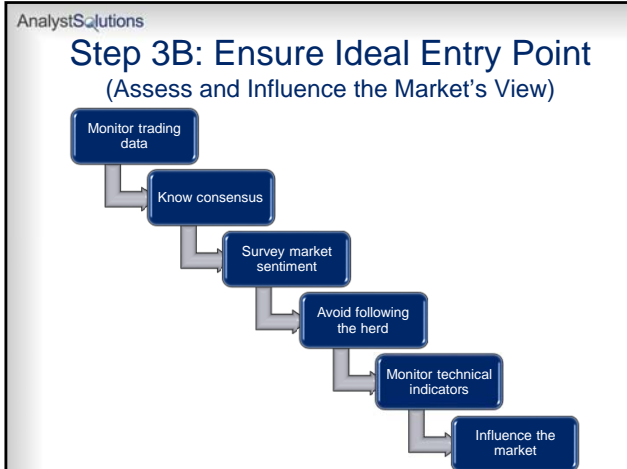 AnalystSolutions
Step 3B: Ensure Ideal Entry Point
(Assess and Influence the Market's View)
Monitor trading
data
Know consensus
Survey market
sentiment
Avoid following
the herd
Monitor technical
indicators
Influence the
market